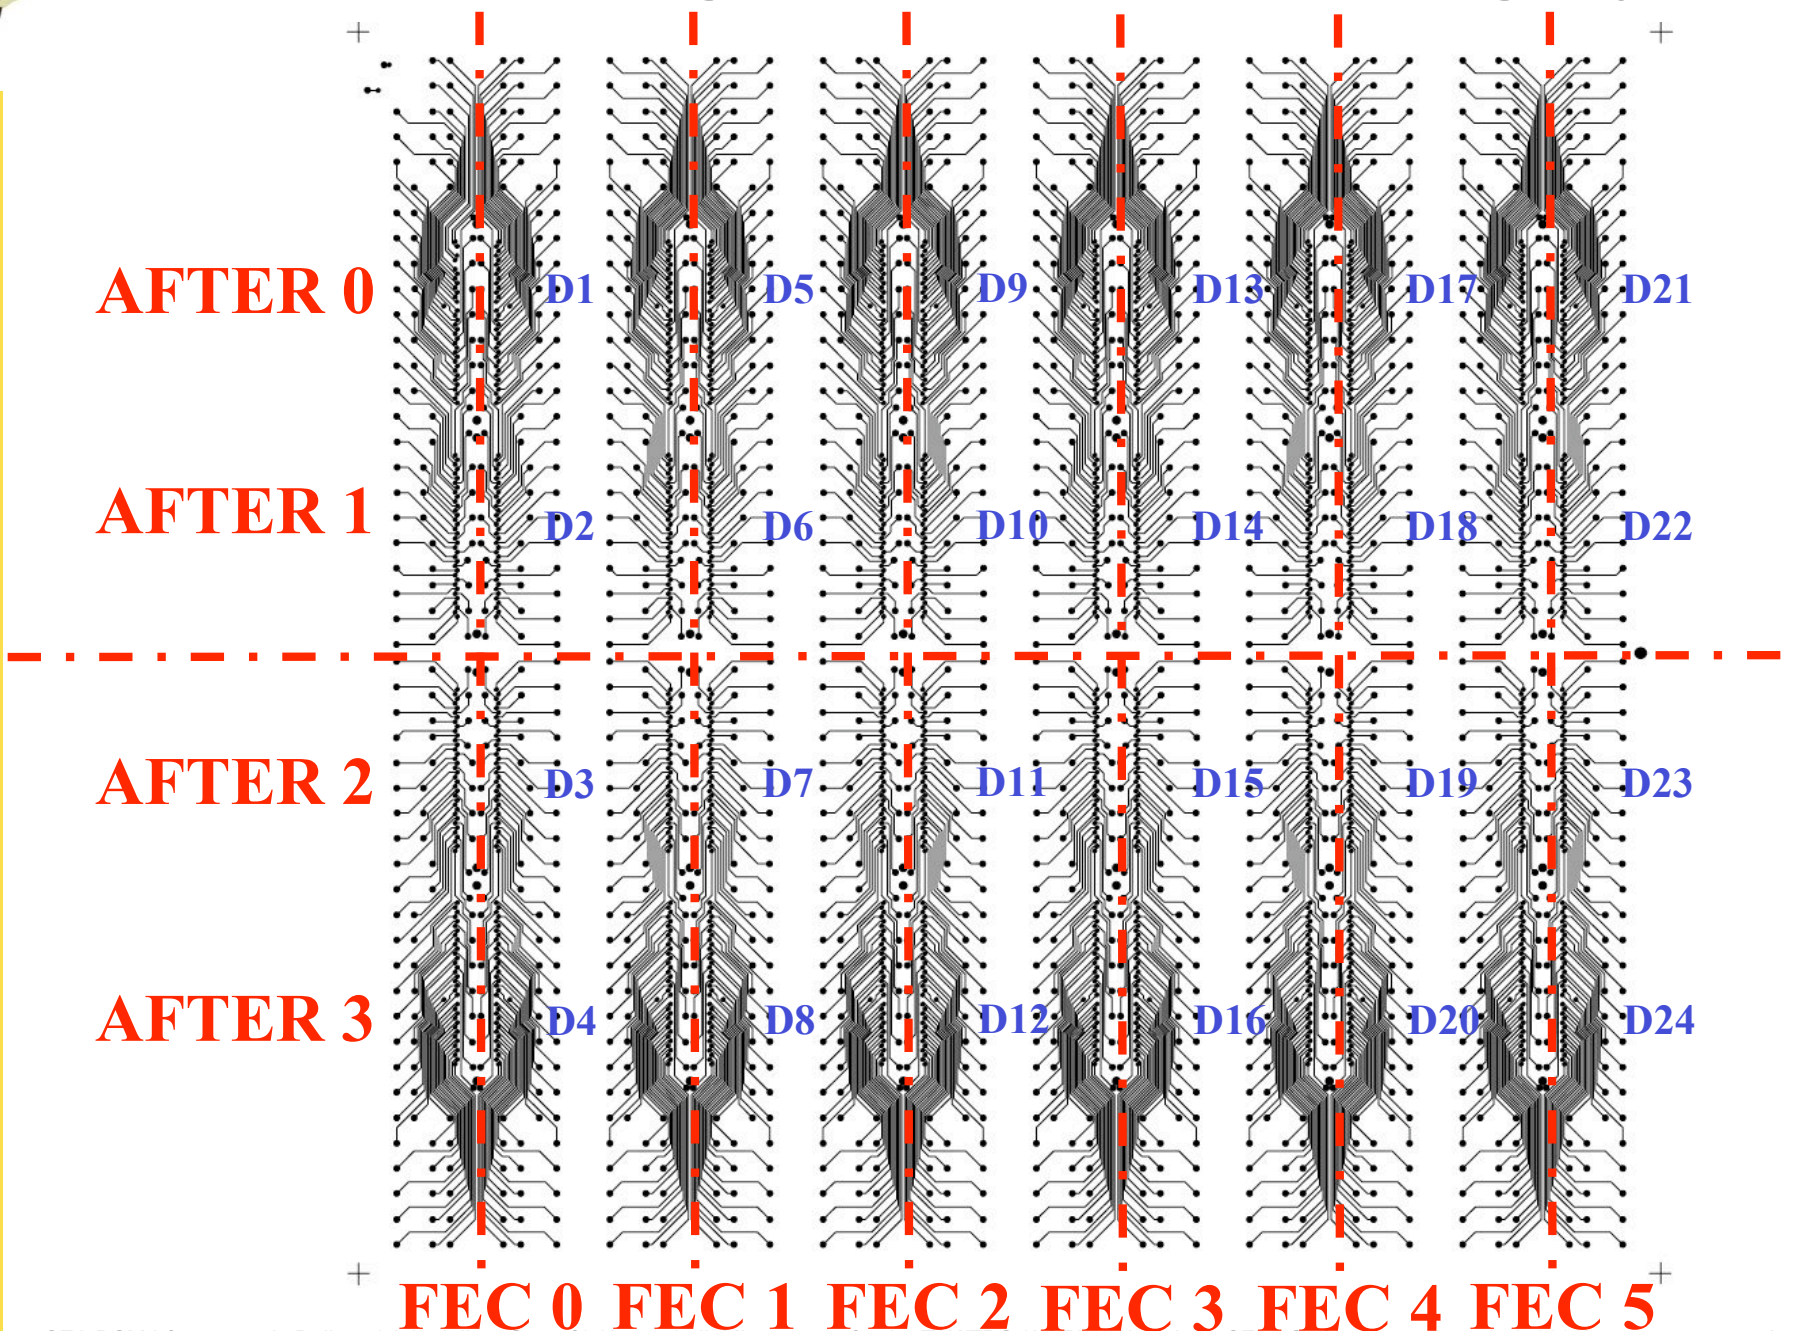 AFTER 0 D1 D5 D9 D13 D17 D21
AFTER 1 D2 D6 D10 D14 D18 D22
AFTER 2 D3 D7 D11 D15 D19 D23
AFTER 3 D4 D8 D12 D16 D20 D24
FEC 0 FEC 1 FEC 2 FEC 3 FEC 4 FEC 5